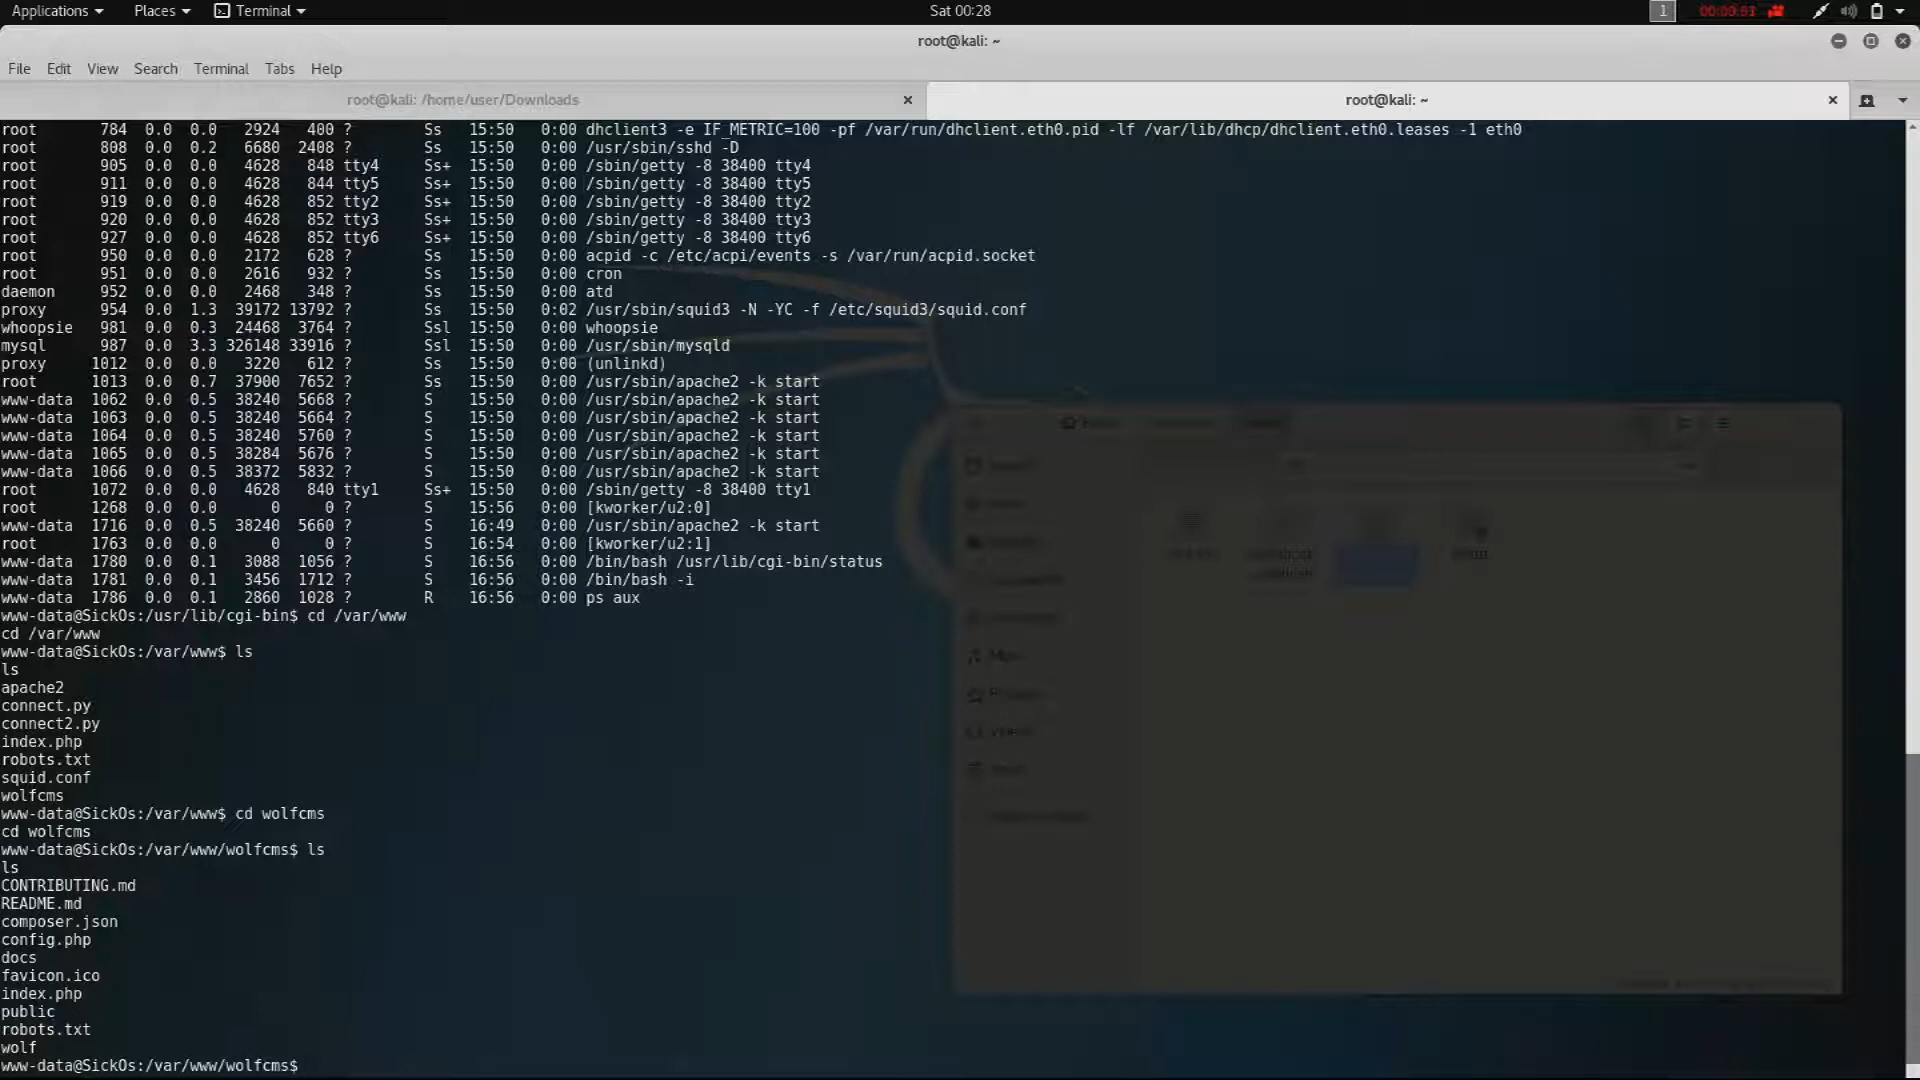 Applications Places Terminal Sat 00:28 1
root@kali: ~
File Edit View Search Terminal Tabs Help
root@kali: /home/user/Downloads root@kali: ~
root 784 0.0 0.0 2924 400 ? Ss 15:50 0:00 dhclient3 -e IF_METRIC=100 -pf /var/run/dhclient.eth0.pid -lf /var/lib/dhcp/dhclient.eth0.leases -1 eth0
root 808 0.0 0.2 6680 2408 ? Ss 15:50 0:00 /usr/sbin/sshd -D
root 905 0.0 0.0 4628 848 tty4 Ss+ 15:50 0:00 /sbin/getty -8 38400 tty4
root 911 0.0 0.0 4628 844 tty5 Ss+ 15:50 0:00 /sbin/getty -8 38400 tty5
root 919 0.0 0.0 4628 852 tty2 Ss+ 15:50 0:00 /sbin/getty -8 38400 tty2
root 920 0.0 0.0 4628 852 tty3 Ss+ 15:50 0:00 /sbin/getty -8 38400 tty3
root 927 0.0 0.0 4628 852 tty6 Ss+ 15:50 0:00 /sbin/getty -8 38400 tty6
root 950 0.0 0.0 2172 628 ? Ss 15:50 0:00 acpid -c /etc/acpi/events -s /var/run/acpid.socket
root 951 0.0 0.0 2616 932 ? Ss 15:50 0:00 cron
daemon 952 0.0 0.0 2468 348 ? Ss 15:50 0:00 atd
proxy 954 0.0 1.3 39172 13792 ? Ss 15:50 0:02 /usr/sbin/squid3 -N -YC -f /etc/squid3/squid.conf
whoopsie 981 0.0 0.3 24468 3764 ? Ssl 15:50 0:00 whoopsie
mysql 987 0.0 3.3 326148 33916 ? Ssl 15:50 0:00 /usr/sbin/mysqld
proxy 1012 0.0 0.0 3220 612 ? Ss 15:50 0:00 (unlinkd)
root 1013 0.0 0.7 37900 7652 ? Ss 15:50 0:00 /usr/sbin/apache2 -k start
www-data 1062 0.0 0.5 38240 5668 ? S 15:50 0:00 /usr/sbin/apache2 -k start
www-data 1063 0.0 0.5 38240 5664 ? S 15:50 0:00 /usr/sbin/apache2 -k start
www-data 1064 0.0 0.5 38240 5760 ? S 15:50 0:00 /usr/sbin/apache2 -k start
www-data 1065 0.0 0.5 38284 5676 ? S 15:50 0:00 /usr/sbin/apache2 -k start
www-data 1066 0.0 0.5 38372 5832 ? S 15:50 0:00 /usr/sbin/apache2 -k start
root 1072 0.0 0.0 4628 840 tty1 Ss+ 15:50 0:00 /sbin/getty -8 38400 tty1
root 1268 0.0 0.0 0 0 ? S 15:56 0:00 [kworker/u2:0]
www-data 1716 0.0 0.5 38240 5660 ? S 16:49 0:00 /usr/sbin/apache2 -k start
root 1763 0.0 0.0 0 0 ? S 16:54 0:00 [kworker/u2:1]
www-data 1780 0.0 0.1 3088 1056 ? S 16:56 0:00 /bin/bash /usr/lib/cgi-bin/status
www-data 1781 0.0 0.1 3456 1712 ? S 16:56 0:00 /bin/bash -i
www-data 1786 0.0 0.1 2860 1028 ? R 16:56 0:00 ps aux
www-data@SickOs:/usr/lib/cgi-bin$ cd /var/www
cd /var/www
www-data@SickOs:/var/www$ ls
ls
apache2
connect.py
connect2.py
index.php
robots.txt
squid.conf
wolfcms
www-data@SickOs:/var/www$ cd wolfcms
cd wolfcms
www-data@SickOs:/var/www/wolfcms$ ls
ls
CONTRIBUTING.md
README.md
composer.json
config.php
docs
favicon.ico
index.php
public
robots.txt
wolf
www-data@SickOs:/var/www/wolfcms$